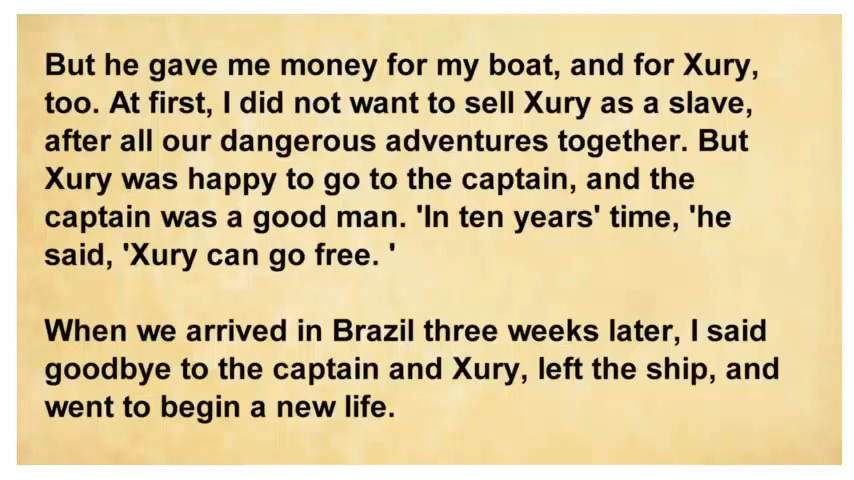 But he gave me money for my boat, and for Xury,
too. At first, I did not want to sell Xury as a slave,
after all our dangerous adventures together. But
Xury was happy to go to the captain, and the
captain was a good man. 'In ten years' time, 'he
said, 'Xury can go free. '
When we arrived in Brazil three weeks later, I said
goodbye to the captain and Xury, left the ship, and
went to begin a new life.